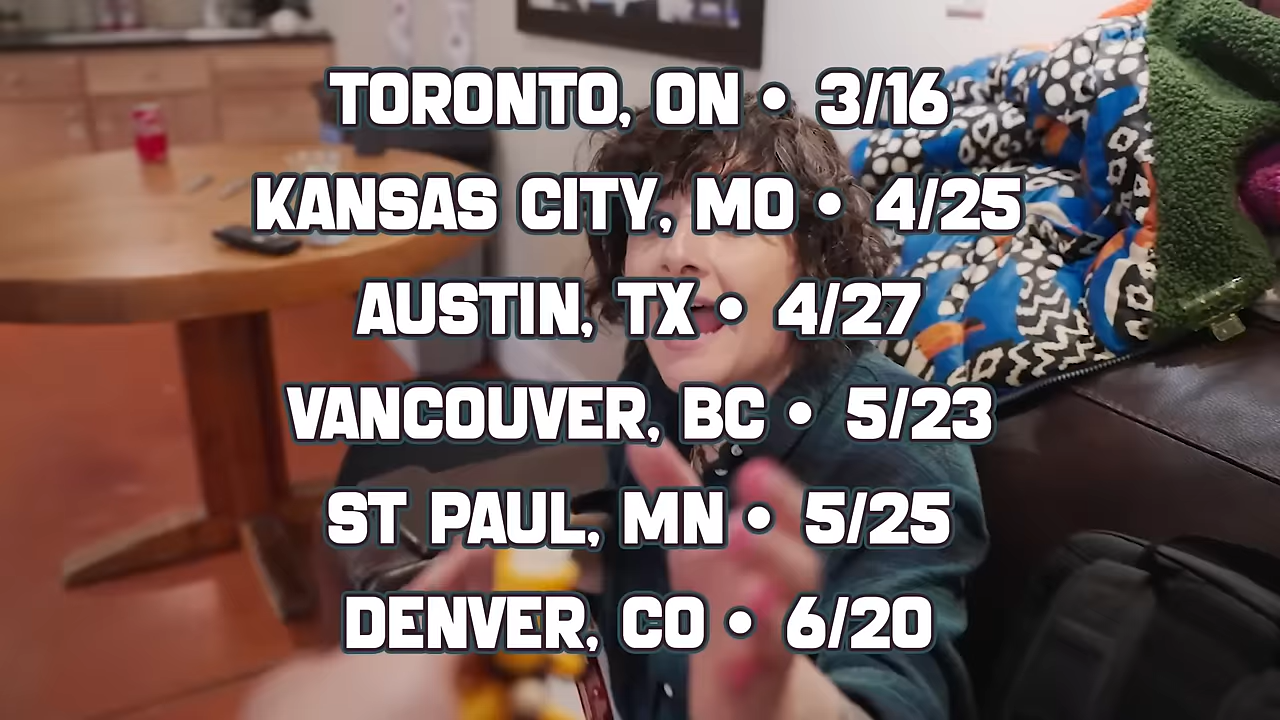 TORONTO, ON • 3/16
KANSAS CITY, MO • 4/25
AUSTIN, TX • 4/27
VANCOUVER, BC • 5/23
ST PAUL, MN • 5/25
DENVER, CO • 6/20